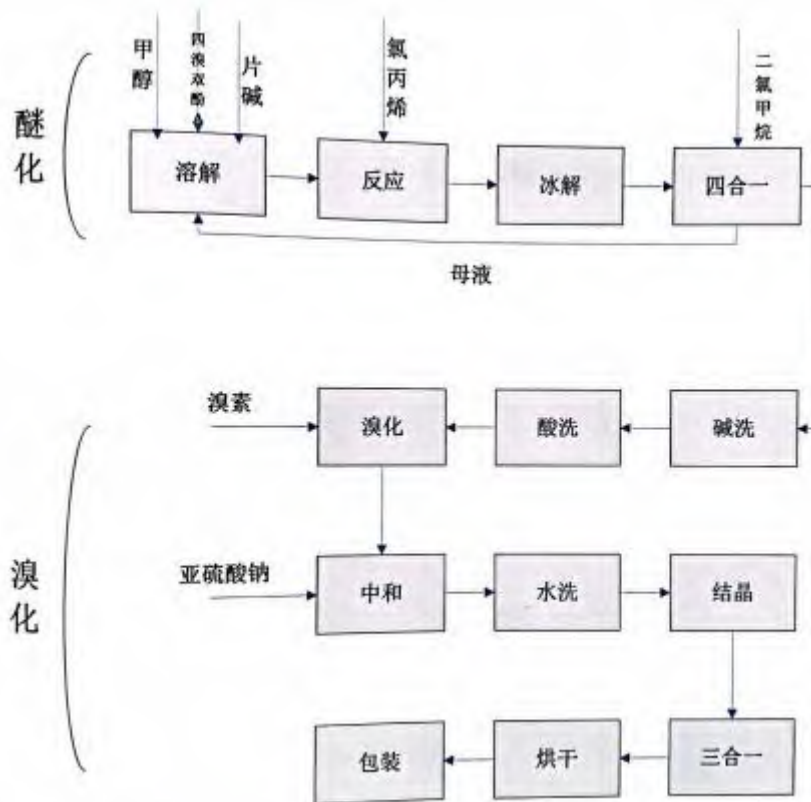 甲醇
四溴双酚A
片碱
氯丙烯
二氯甲烷
醚化
溶解
反应
冰解
四合一
母液
溴素
溴化
酸洗
碱洗
溴化
亚硫酸钠
中和
水洗
结晶
包装
烘干
三合一